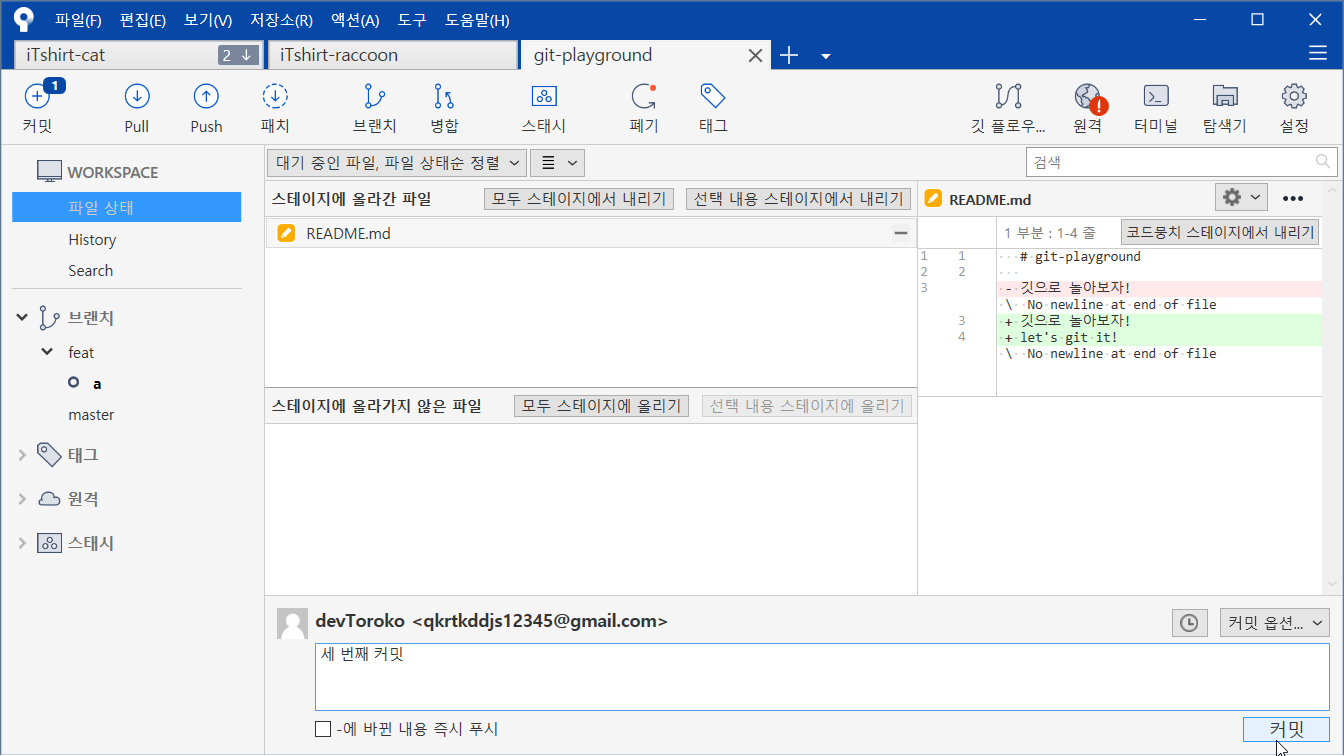 파일(F) 편집(E) 보기(V) 저장소(R) 액션(A) 도구 도움말(H)
iTshirt-cat 2 iTshirt-raccoon git-playground
1
커밋 Pull Push 패치 브랜치 병합 스태시 폐기 태그 깃 플로우... 원격 터미널 탐색기 설정
WORKSPACE
파일 상태
History
Search
브랜치
feat
a
master
태그
원격
스태시
대기 중인 파일, 파일 상태순 정렬
검색
스테이지에 올라간 파일 모두 스테이지에서 내리기 선택 내용 스테이지에서 내리기
README.md
스테이지에 올라가지 않은 파일 모두 스테이지에 올리기 선택 내용 스테이지에 올리기
README.md
1 부분 : 1-4 줄 코드뭉치 스테이지에서 내리기
1 1 # git-playground
2 2
3 - 깃으로 놀아보자!
\ No newline at end of file
3 + 깃으로 놀아보자!
4 + let's git it!
\ No newline at end of file
devToroko <qkrtkddjs12345@gmail.com>
커밋 옵션...
세 번째 커밋
-에 바뀐 내용 즉시 푸시
커밋